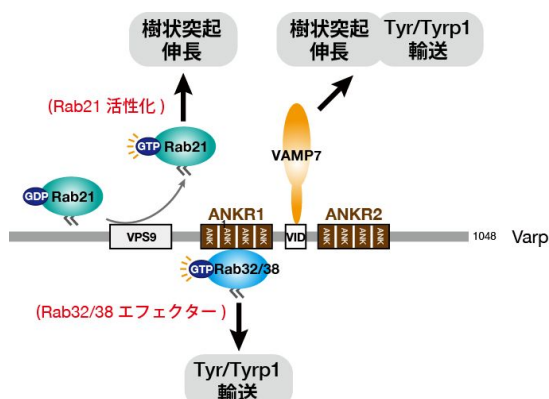 樹状突起
伸長
樹状突起
伸長
Tyr/Tyrp1
輸送
(Rab21 活性化 )
GTP Rab21
VAMP7
GDP Rab21
ANKR1
ANKR2
VPS9
ANK ANK ANK ANK
VID
ANK ANK ANK ANK
1048 Varp
GTP Rab32/38
(Rab32/38 エフェクター)
Tyr/Tyrp1
輸送